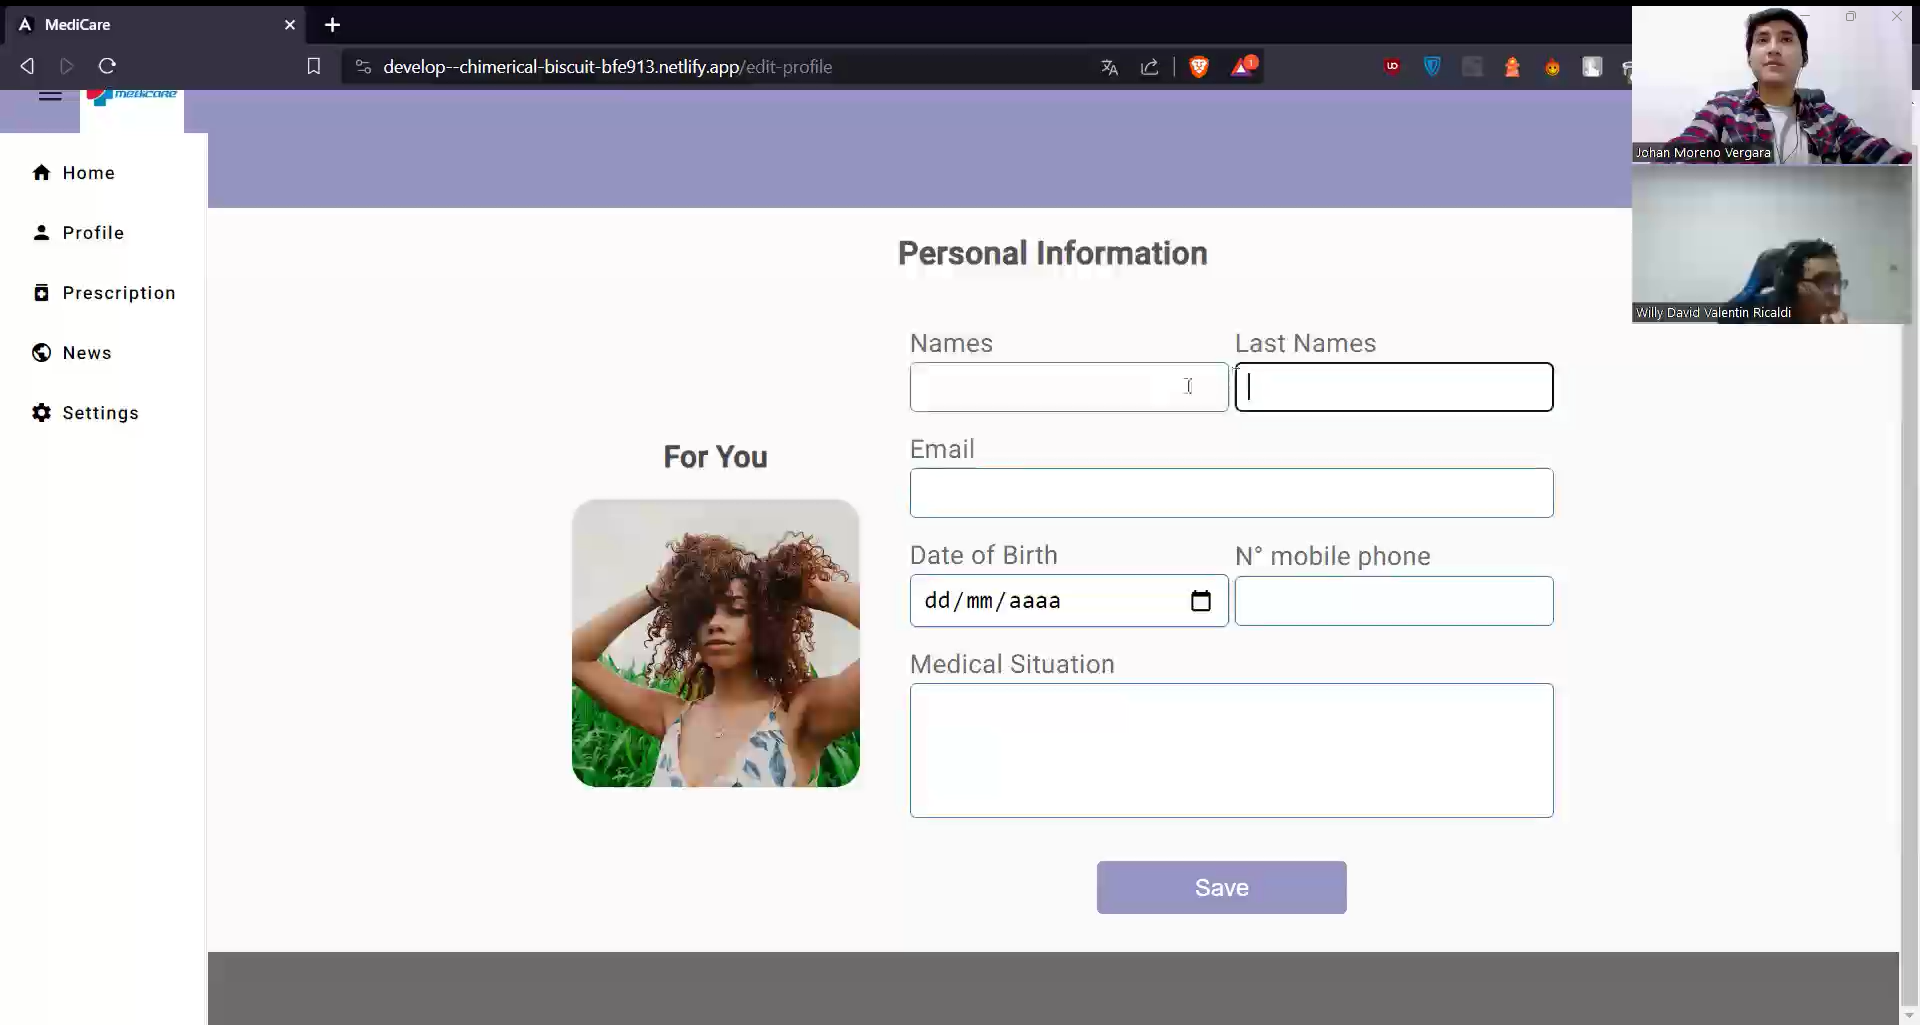 MediCare
develop--chimerical-biscuit-bfe913.netlify.app/edit-profile
1
medicare
Johan Moreno Vergara
Home
Profile
Prescription
News
Settings
Willy David Valentin Ricaldi
Personal Information
Names
Last Names
Email
For You
Date of Birth
N° mobile phone
dd/mm/aaaa
Medical Situation
Save